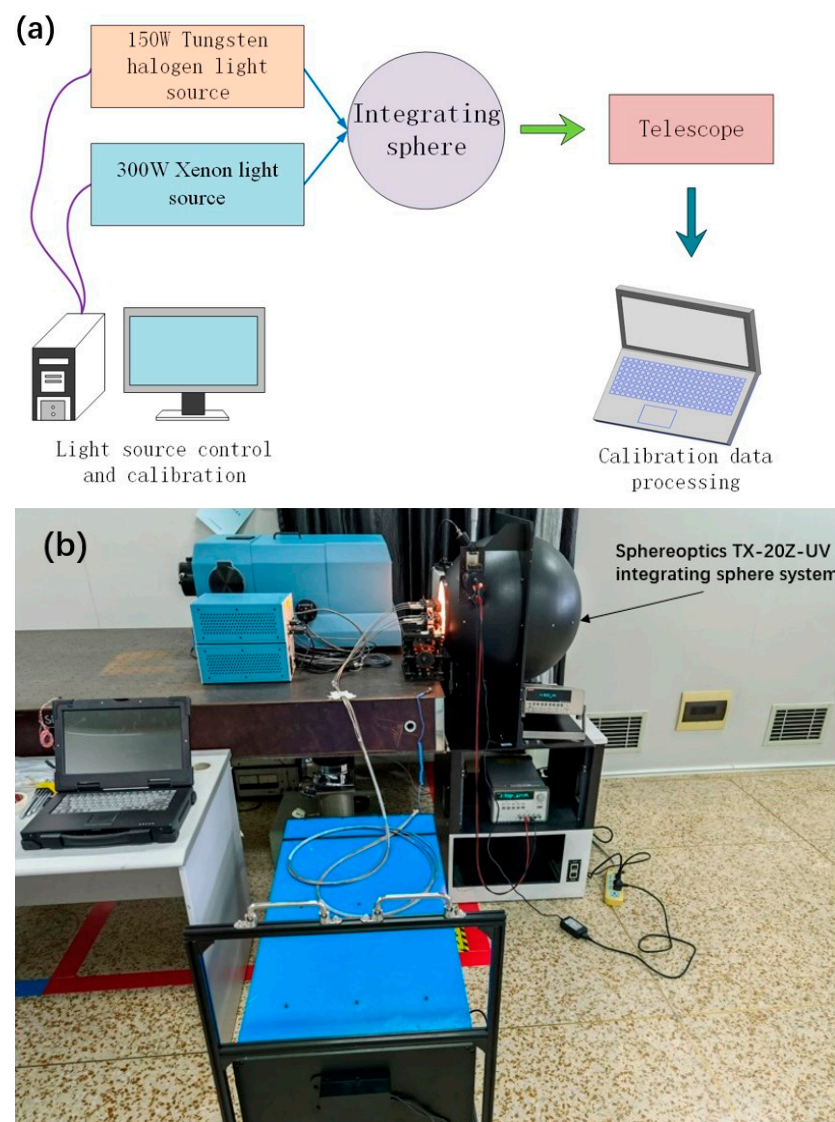 (a)
150W Tungsten
halogen light
source
300W Xenon light
source
Integrating
sphere
Telescope
Light source control
and calibration
Calibration data
processing
(b)
Sphereoptics TX-20Z-UV
integrating sphere system